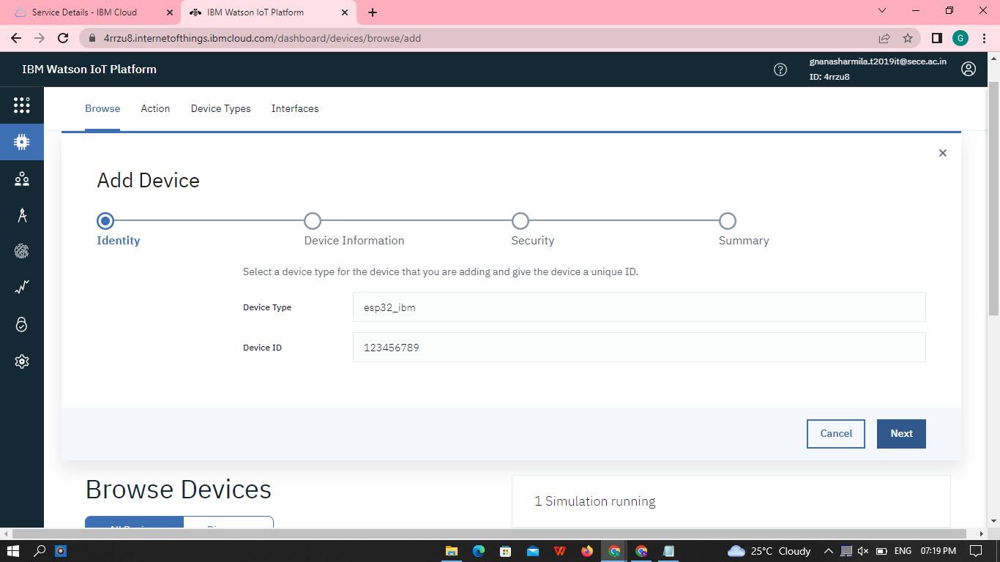 Service Details - IBM Cloud
IBM Watson IoT Platform
4rrzu8.internetofthings.ibmcloud.com/dashboard/devices/browse/add
G
IBM Watson IoT Platform
gnanasharmila.t2019it@sece.ac.in
ID: 4rrzu8
Browse Action Device Types Interfaces
Add Device
Identity Device Information Security Summary
Select a device type for the device that you are adding and give the device a unique ID.
Device Type esp32_ibm
Device ID 123456789
Cancel Next
Browse Devices
1 Simulation running
25°C Cloudy ENG 07:19 PM